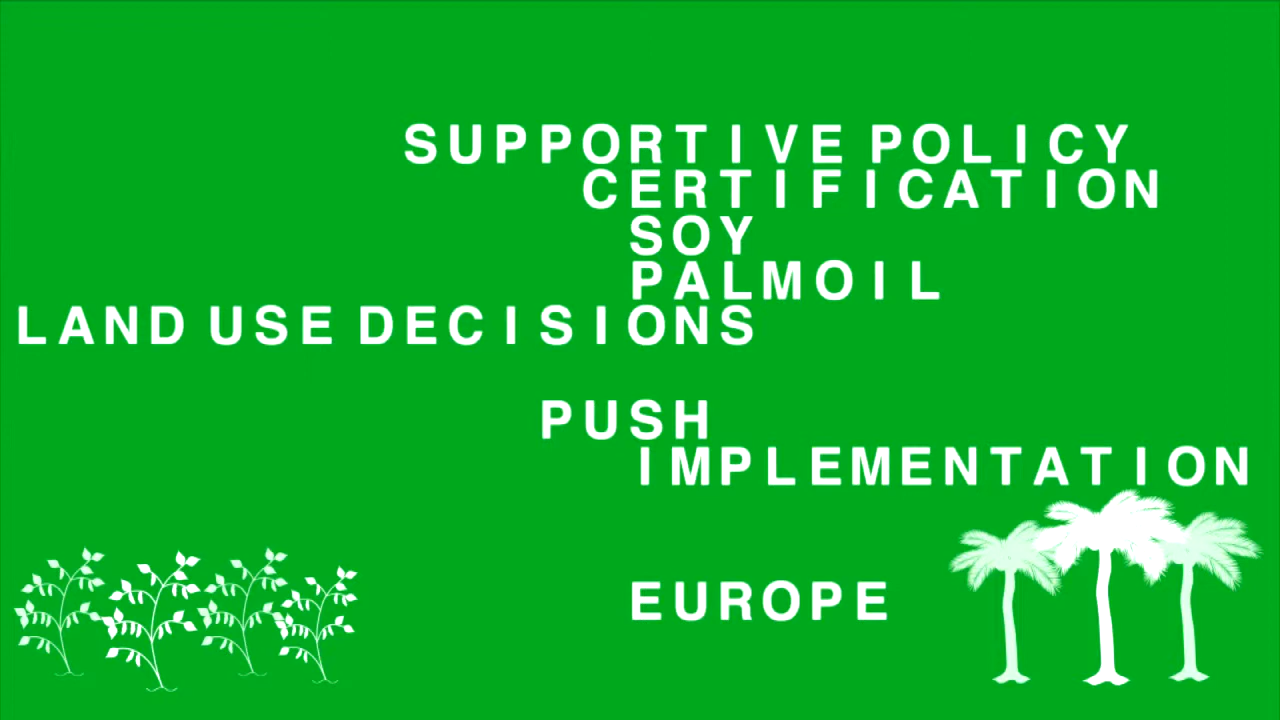 SUPPORTIVE POLICY
CERTIFICATION
SOY
PALMOIL
LAND USE DECISIONS
PUSH
IMPLEMENTATION
EUROPE